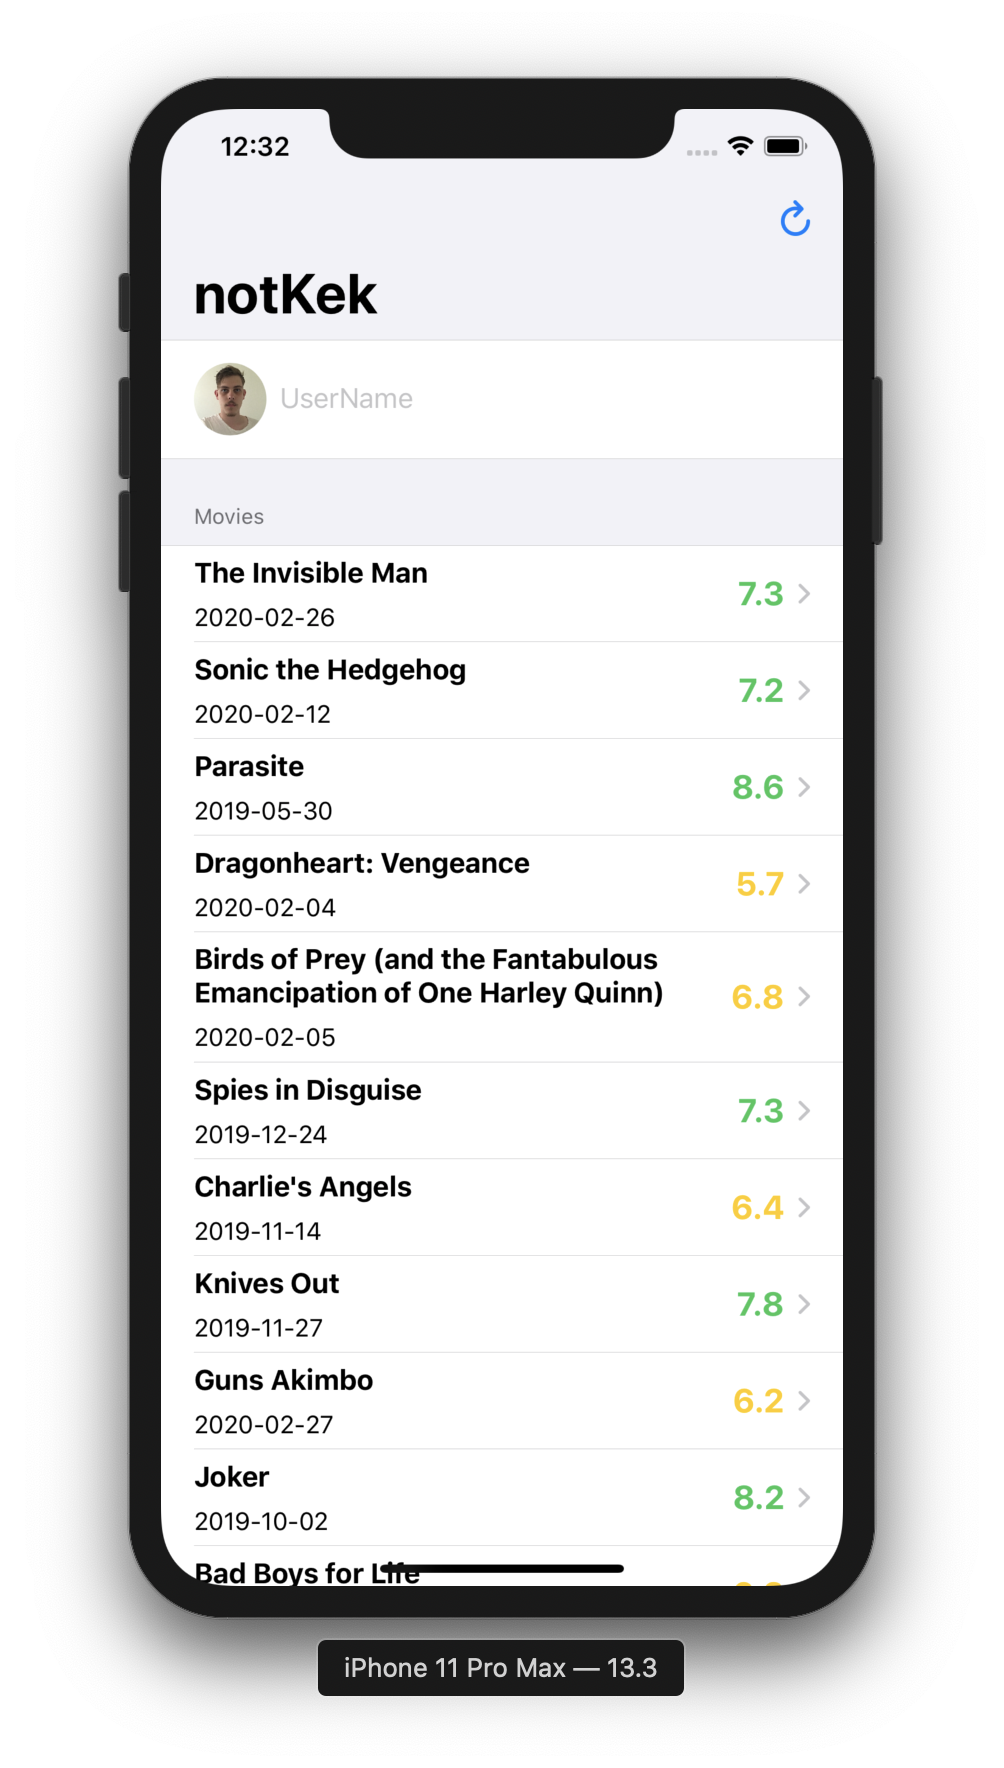 12:32
notKek
UserName
Movies
The Invisible Man
7.3
2020-02-26
Sonic the Hedgehog
7.2
2020-02-12
Parasite
8.6
2019-05-30
Dragonheart: Vengeance
5.7
2020-02-04
Birds of Prey (and the Fantabulous
Emancipation of One Harley Quinn)
6.8
2020-02-05
Spies in Disguise
7.3
2019-12-24
Charlie's Angels
6.4
2019-11-14
Knives Out
7.8
2019-11-27
Guns Akimbo
6.2
2020-02-27
Joker
8.2
2019-10-02
Bad Boys for Life
iPhone 11 Pro Max — 13.3